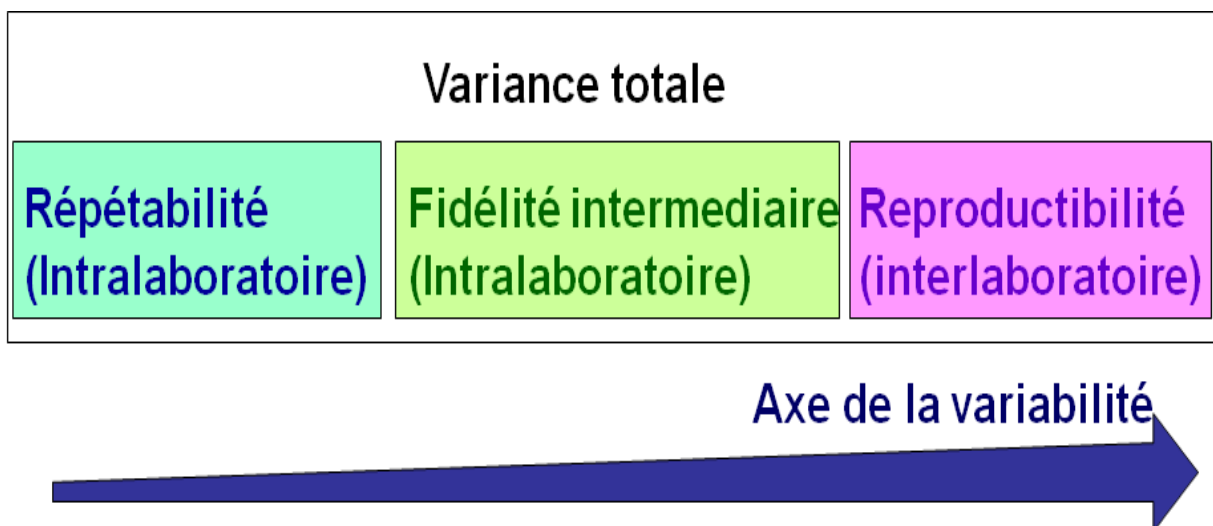 Variance totale
Répétabilité
(Intralaboratoire)
Fidélité intermediaire
(Intralaboratoire)
Reproductibilité
(interlaboratoire)
Axe de la variabilité